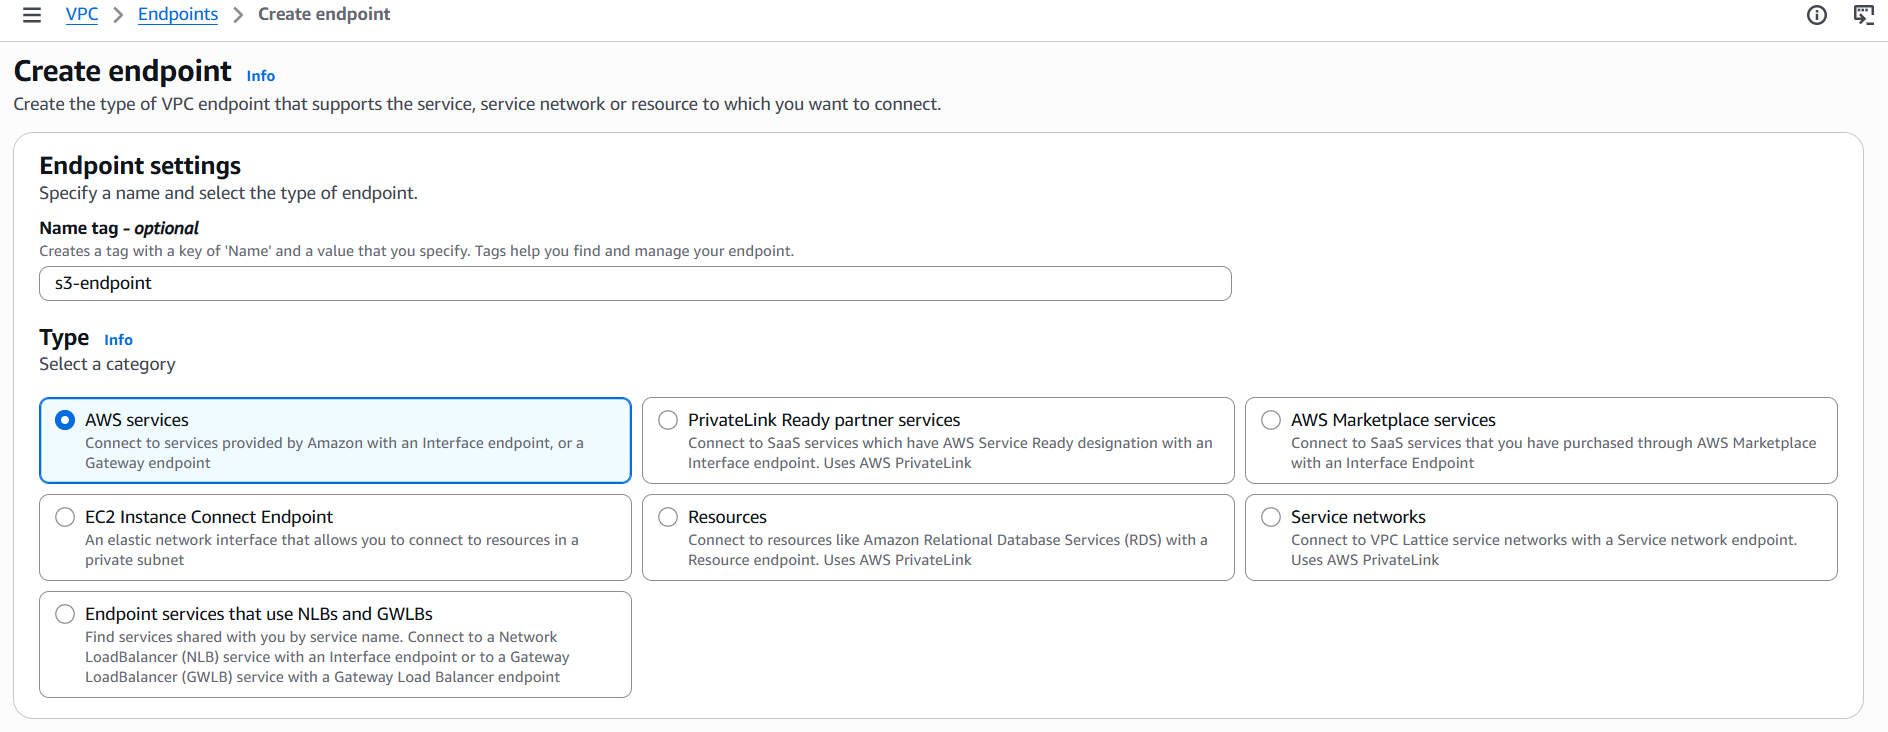 VPC > Endpoints > Create endpoint
Create endpoint Info
Create the type of VPC endpoint that supports the service, service network or resource to which you want to connect.
Endpoint settings
Specify a name and select the type of endpoint.
Name tag - optional
Creates a tag with a key of 'Name' and a value that you specify. Tags help you find and manage your endpoint.
s3-endpoint
Type Info
Select a category
AWS services
Connect to services provided by Amazon with an Interface endpoint, or a
Gateway endpoint
PrivateLink Ready partner services
Connect to SaaS services which have AWS Service Ready designation with an
Interface endpoint. Uses AWS PrivateLink
AWS Marketplace services
Connect to SaaS services that you have purchased through AWS Marketplace
with an Interface Endpoint
EC2 Instance Connect Endpoint
An elastic network interface that allows you to connect to resources in a
private subnet
Resources
Connect to resources like Amazon Relational Database Services (RDS) with a
Resource endpoint. Uses AWS PrivateLink
Service networks
Connect to VPC Lattice service networks with a Service network endpoint.
Uses AWS PrivateLink
Endpoint services that use NLBs and GWLBs
Find services shared with you by service name. Connect to a Network
LoadBalancer (NLB) service with an Interface endpoint or to a Gateway
LoadBalancer (GWLB) service with a Gateway Load Balancer endpoint